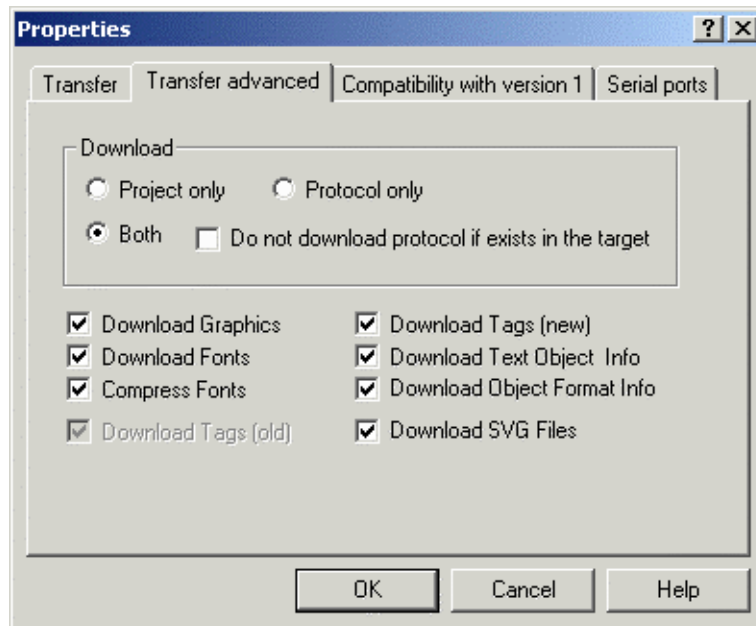 Properties
Transfer Transfer advanced Compatibility with version 1 Serial ports
Download
Project only Protocol only
Both Do not download protocol if exists in the target
Download Graphics Download Tags (new)
Download Fonts Download Text Object Info
Compress Fonts Download Object Format Info
Download Tags (old) Download SVG Files
OK Cancel Help